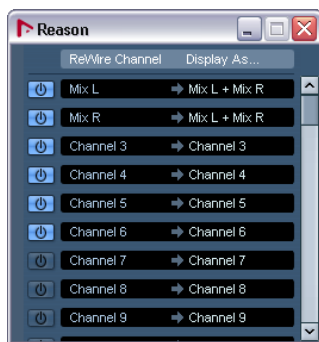 Reason
ReWire Channel Display As...
Mix L Mix L + Mix R
Mix R Mix L + Mix R
Channel 3 Channel 3
Channel 4 Channel 4
Channel 5 Channel 5
Channel 6 Channel 6
Channel 7 Channel 7
Channel 8 Channel 8
Channel 9 Channel 9